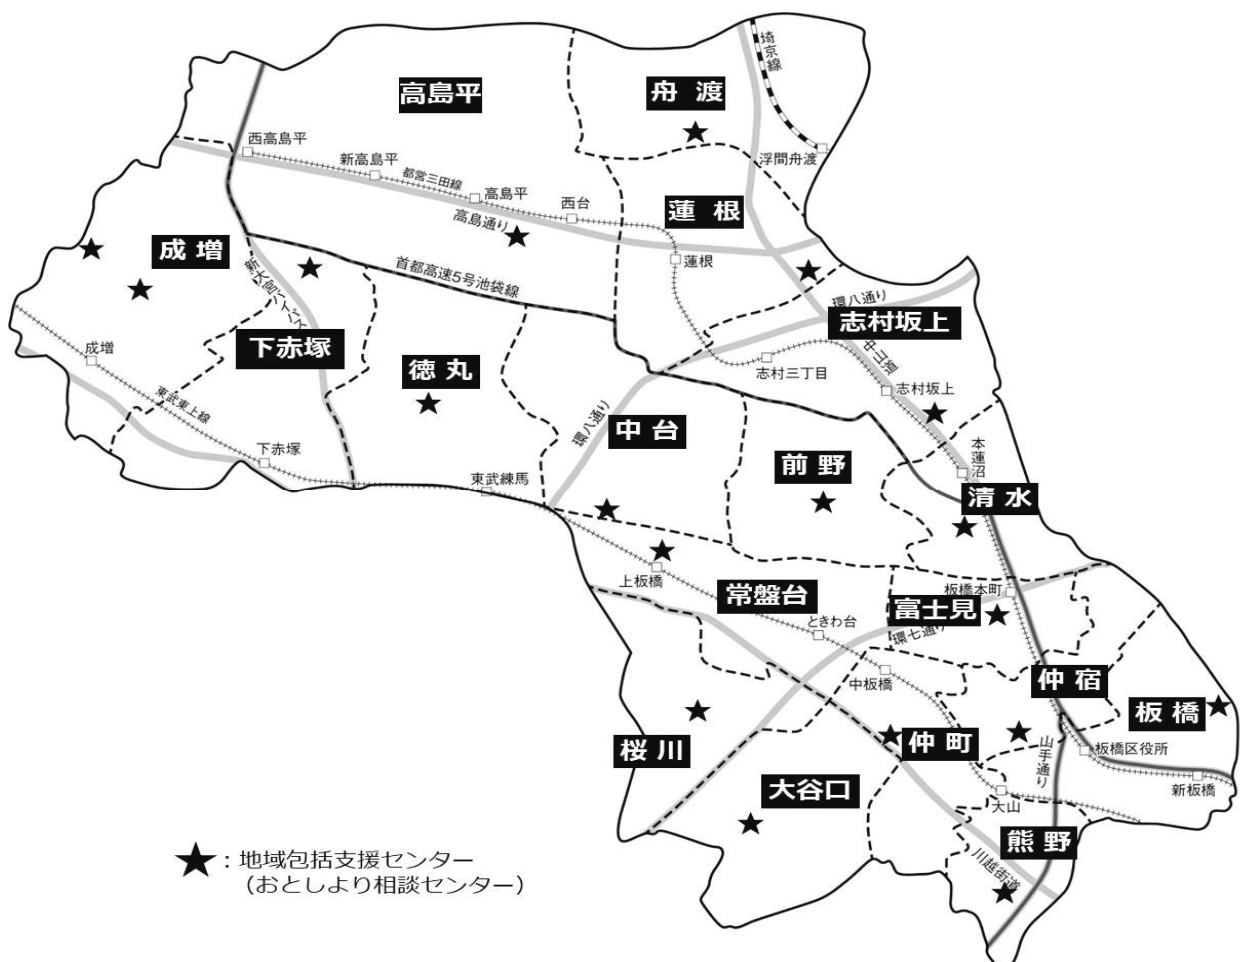 埼京線
高島平
舟渡
西高島平
新高島平
浮間舟渡
都営三田線
高島平
西台
蓮根
高島通り
成増
蓮根
新大宮バイパス
首都高速5号池袋線
環八通り
志村坂上
下赤塚
成増
中山道
徳丸
志村三丁目
志村坂上
東武東上線
環八通り
中台
本蓮沼
下赤塚
前野
東武練馬
清水
上板橋
常盤台
板橋本町
富士見
ときわ台
環七通り
中板橋
仲宿
板橋
桜川
仲町
山手通り
板橋区役所
大谷口
新板橋
大山
熊野
川越街道
★：地域包括支援センター
（おとしより相談センター）